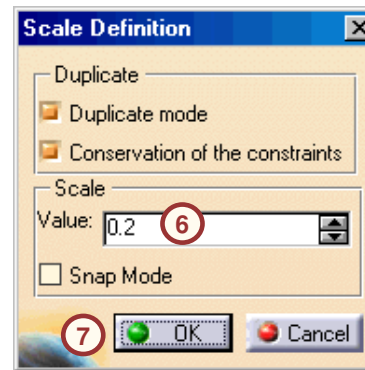 Scale Definition
Duplicate
Duplicate mode
Conservation of the constraints
Scale
Value: 0.2 6
Snap Mode
7 OK Cancel